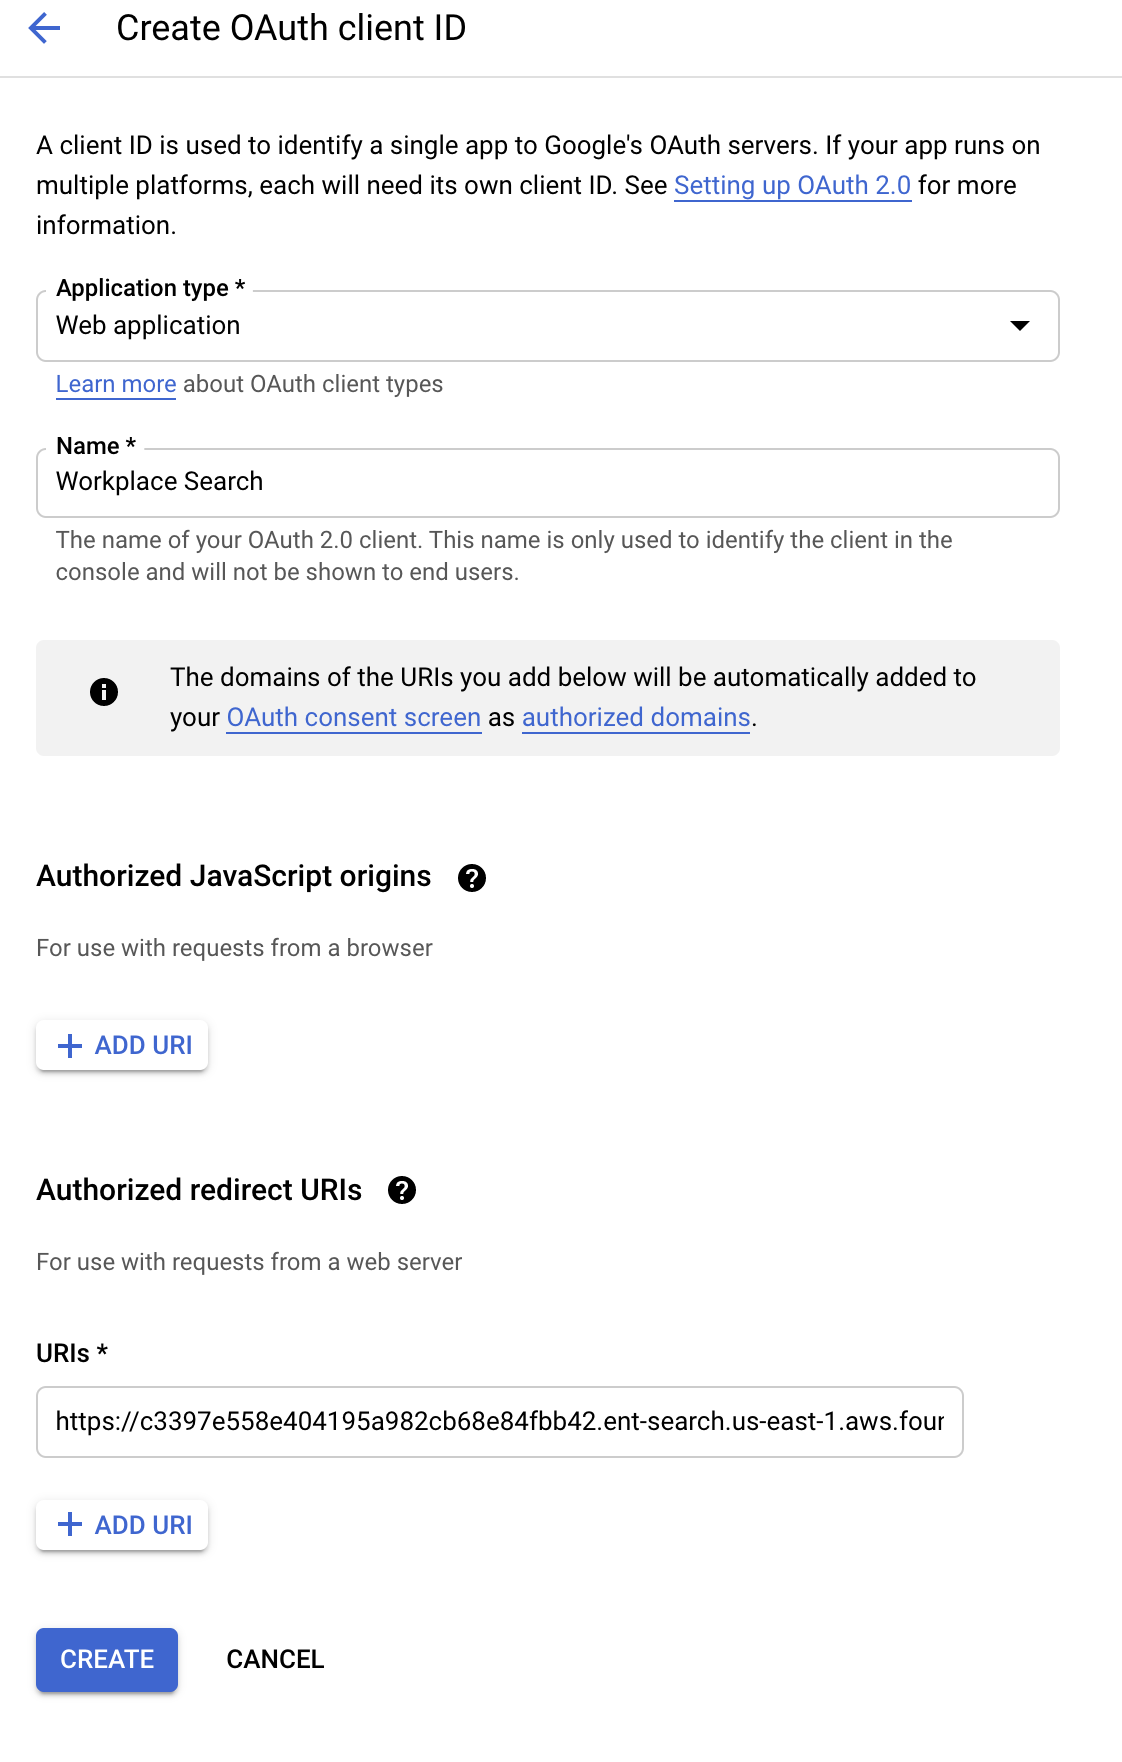 Create OAuth client ID
A client ID is used to identify a single app to Google's OAuth servers. If your app runs on
multiple platforms, each will need its own client ID. See Setting up OAuth 2.0 for more
information.
Application type *
Web application
Learn more about OAuth client types
Name *
Workplace Search
The name of your OAuth 2.0 client. This name is only used to identify the client in the
console and will not be shown to end users.
The domains of the URIs you add below will be automatically added to
your OAuth consent screen as authorized domains.
Authorized JavaScript origins
For use with requests from a browser
ADD URI
Authorized redirect URIs
For use with requests from a web server
URIs *
https://c3397e558e404195a982cb68e84fbb42.ent-search.us-east-1.aws.four
ADD URI
CREATE CANCEL